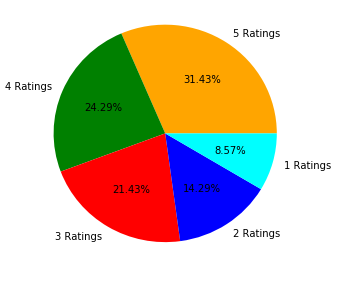 5 Ratings
31.43%
4 Ratings
24.29%
8.57%
1 Ratings
21.43%
14.29%
3 Ratings
2 Ratings